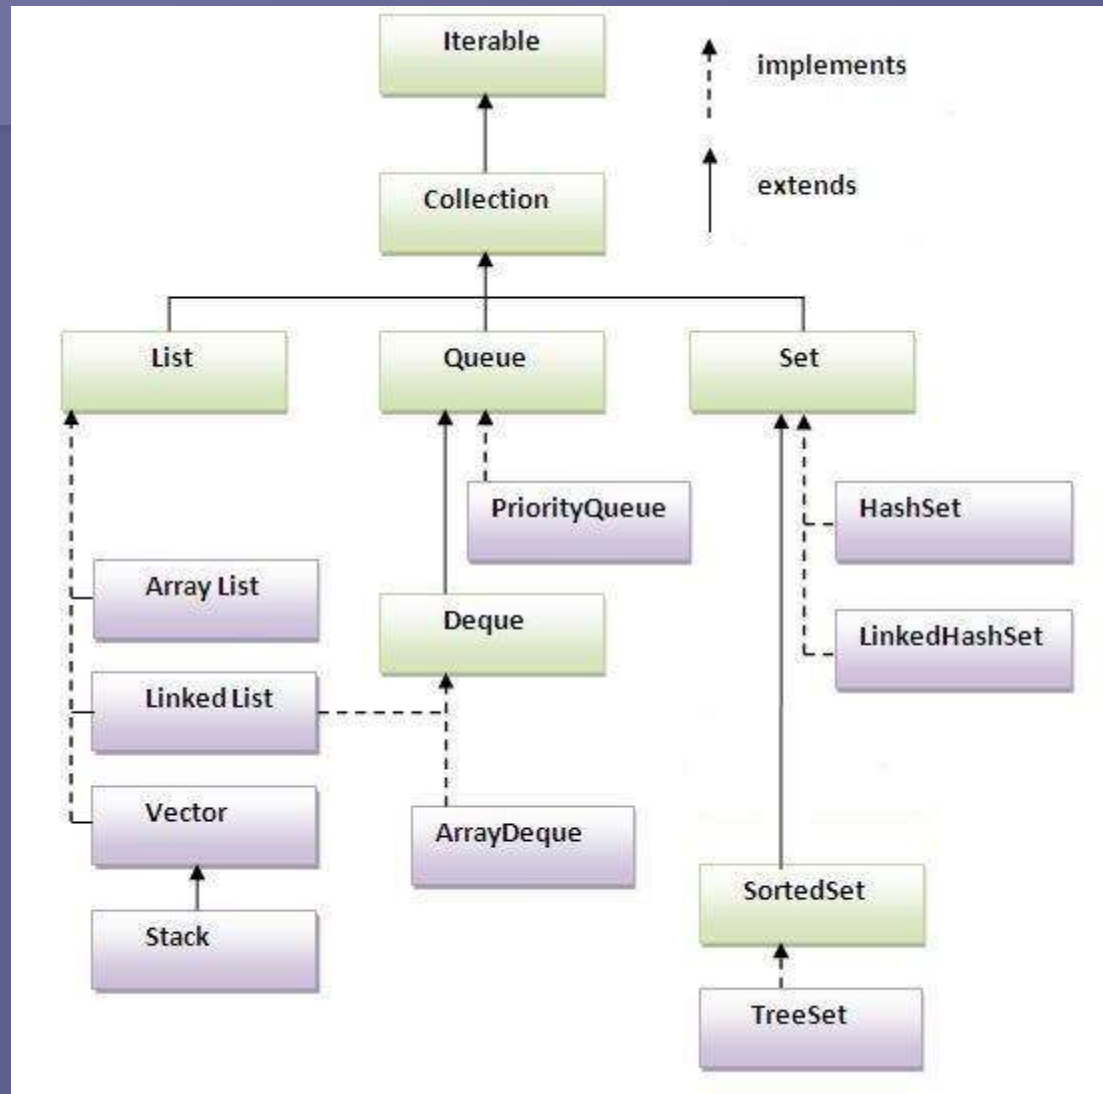 Iterable
implements
extends
Collection
List
Queue
Set
PriorityQueue
HashSet
Array List
Deque
LinkedHashSet
Linked List
Vector
ArrayDeque
SortedSet
Stack
TreeSet